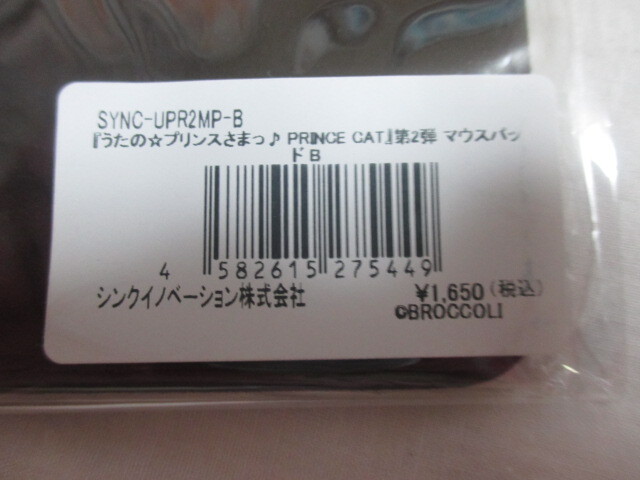 SYNC-UPR2MP-B
『うたの☆プリンスさまっ♪ PRINCE CAT』第2弾 マウスパッ
ド B
4 582615 275449
シンクイノベーション株式会社
¥1,650(税込)
©BROCCOLI